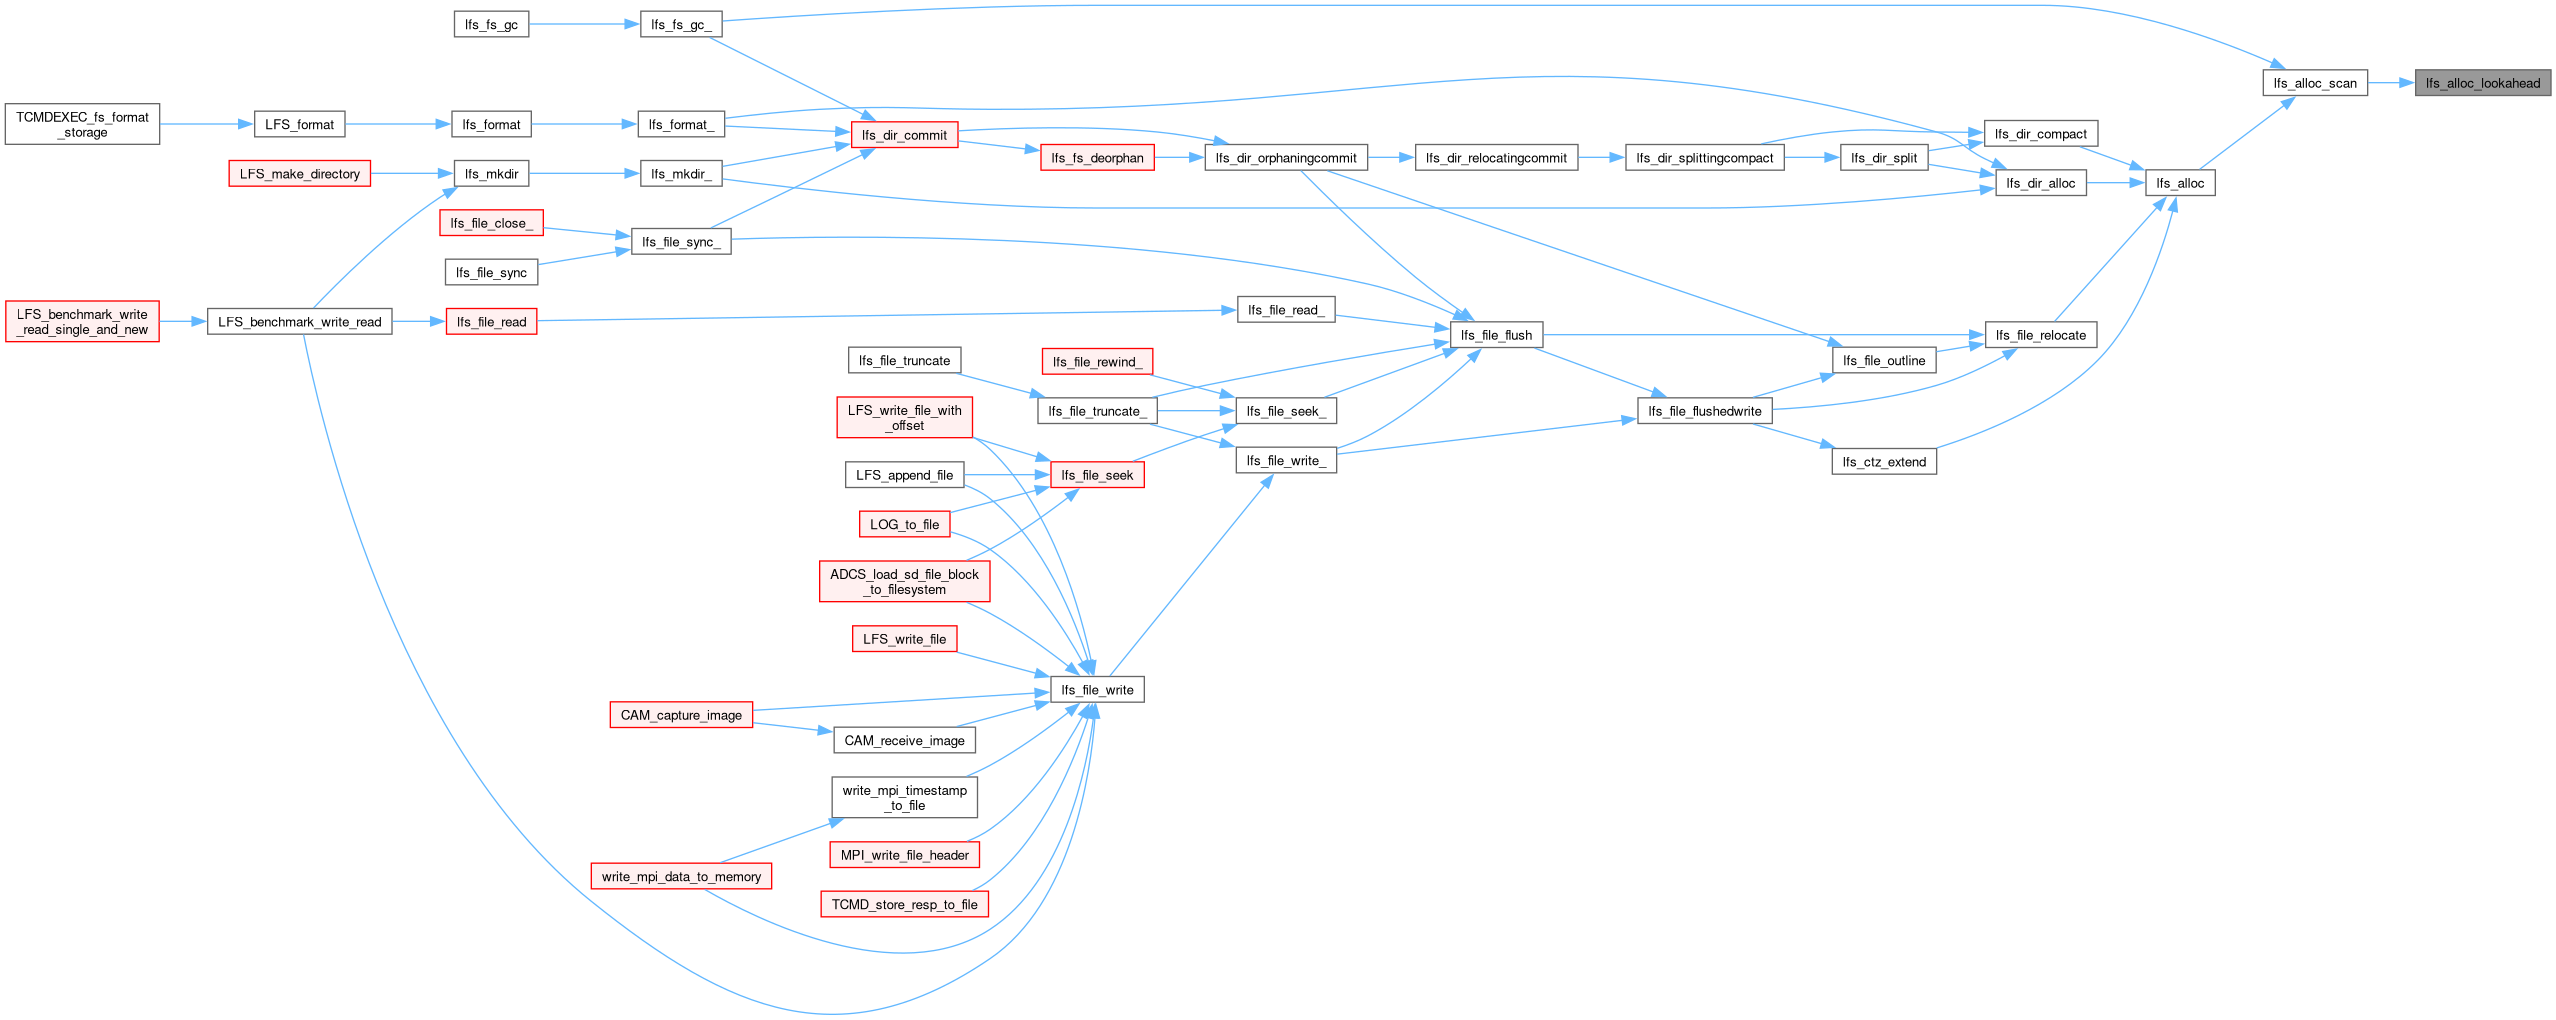 lfs_fs_gc
lfs_fs_gc_
lfs_alloc_scan
lfs_alloc_lookahead
TCMDEXEC_fs_format
_storage
LFS_format
lfs_format
lfs_format_
lfs_dir_commit
lfs_fs_deorphan
lfs_dir_orphaningcommit
lfs_dir_relocatingcommit
lfs_dir_splittingcompact
lfs_dir_split
lfs_dir_compact
lfs_dir_alloc
lfs_alloc
LFS_make_directory
lfs_mkdir
lfs_mkdir_
lfs_file_close_
lfs_file_sync_
lfs_file_sync
LFS_benchmark_write
_read_single_and_new
LFS_benchmark_write_read
lfs_file_read
lfs_file_read_
lfs_file_flush
lfs_file_relocate
lfs_file_outline
lfs_file_truncate
lfs_file_rewind_
lfs_file_truncate_
lfs_file_seek_
lfs_file_flushedwrite
LFS_write_file_with
_offset
lfs_file_write_
lfs_ctz_extend
LFS_append_file
lfs_file_seek
LOG_to_file
ADCS_load_sd_file_block
_to_filesystem
LFS_write_file
lfs_file_write
CAM_capture_image
CAM_receive_image
write_mpi_timestamp
_to_file
MPI_write_file_header
write_mpi_data_to_memory
TCMD_store_resp_to_file